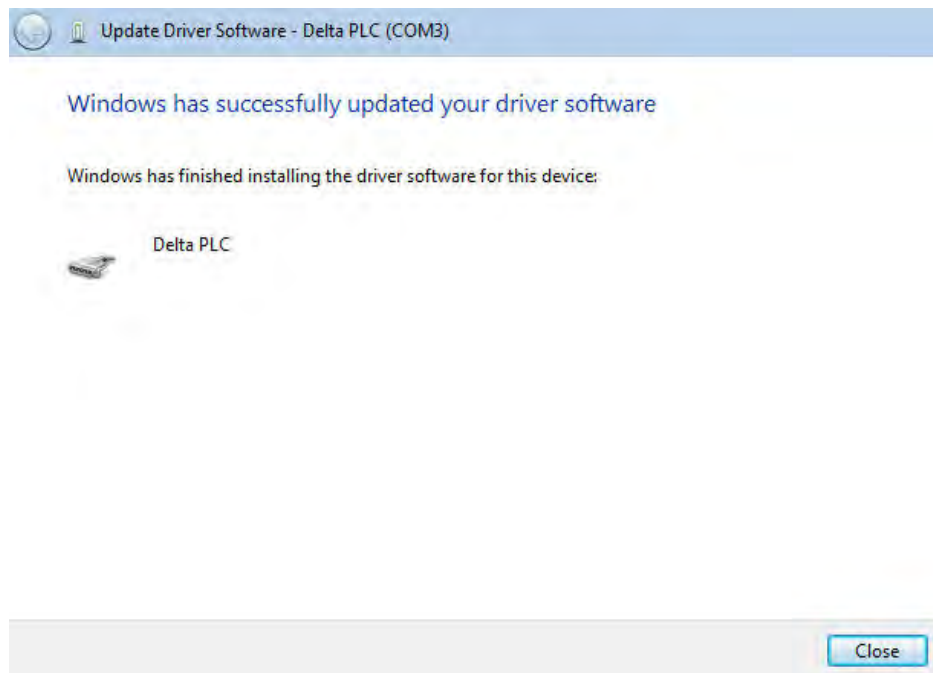 Update Driver Software - Delta PLC (COM3)
Windows has successfully updated your driver software
Windows has finished installing the driver software for this device:
Delta PLC
Close